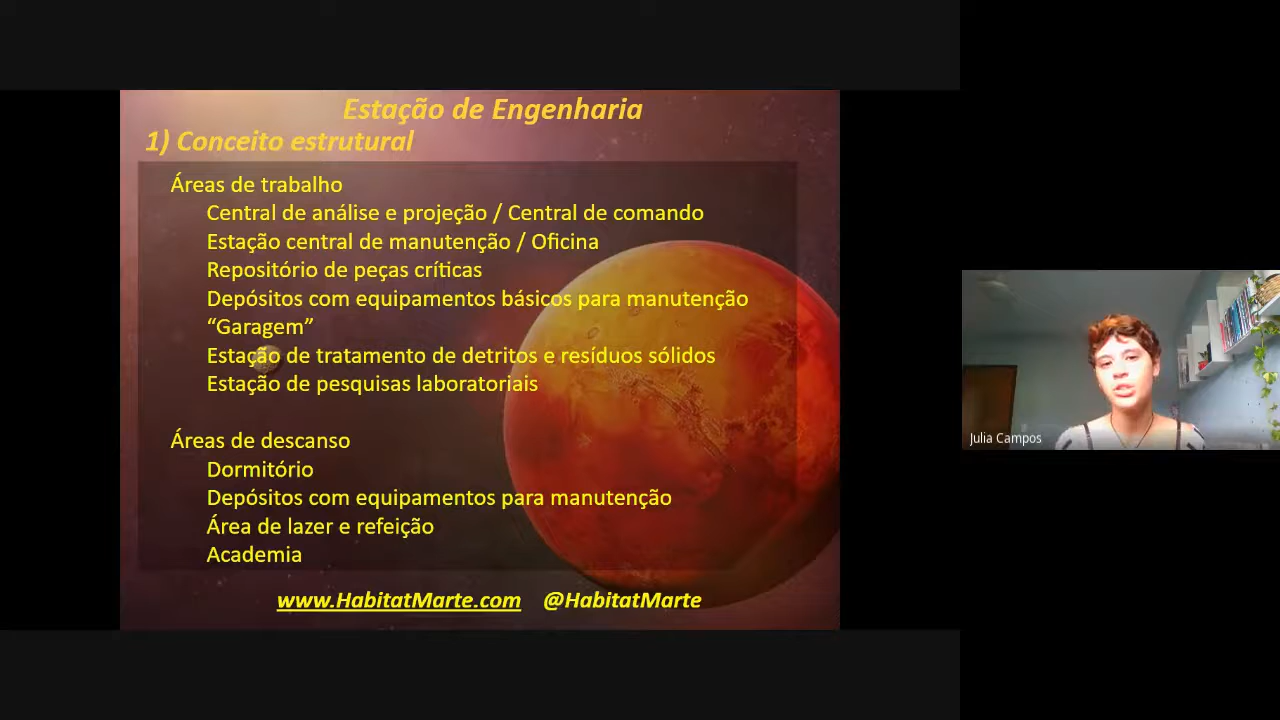 Estação de Engenharia
1) Conceito estrutural
Áreas de trabalho
Central de análise e projeção / Central de comando
Estação central de manutenção / Oficina
Repositório de peças críticas
Depósitos com equipamentos básicos para manutenção
“Garagem”
Estação de tratamento de detritos e resíduos sólidos
Estação de pesquisas laboratoriais
Áreas de descanso
Dormitório
Depósitos com equipamentos para manutenção
Área de lazer e refeição
Academia
www.HabitatMarte.com @HabitatMarte
Julia Campos